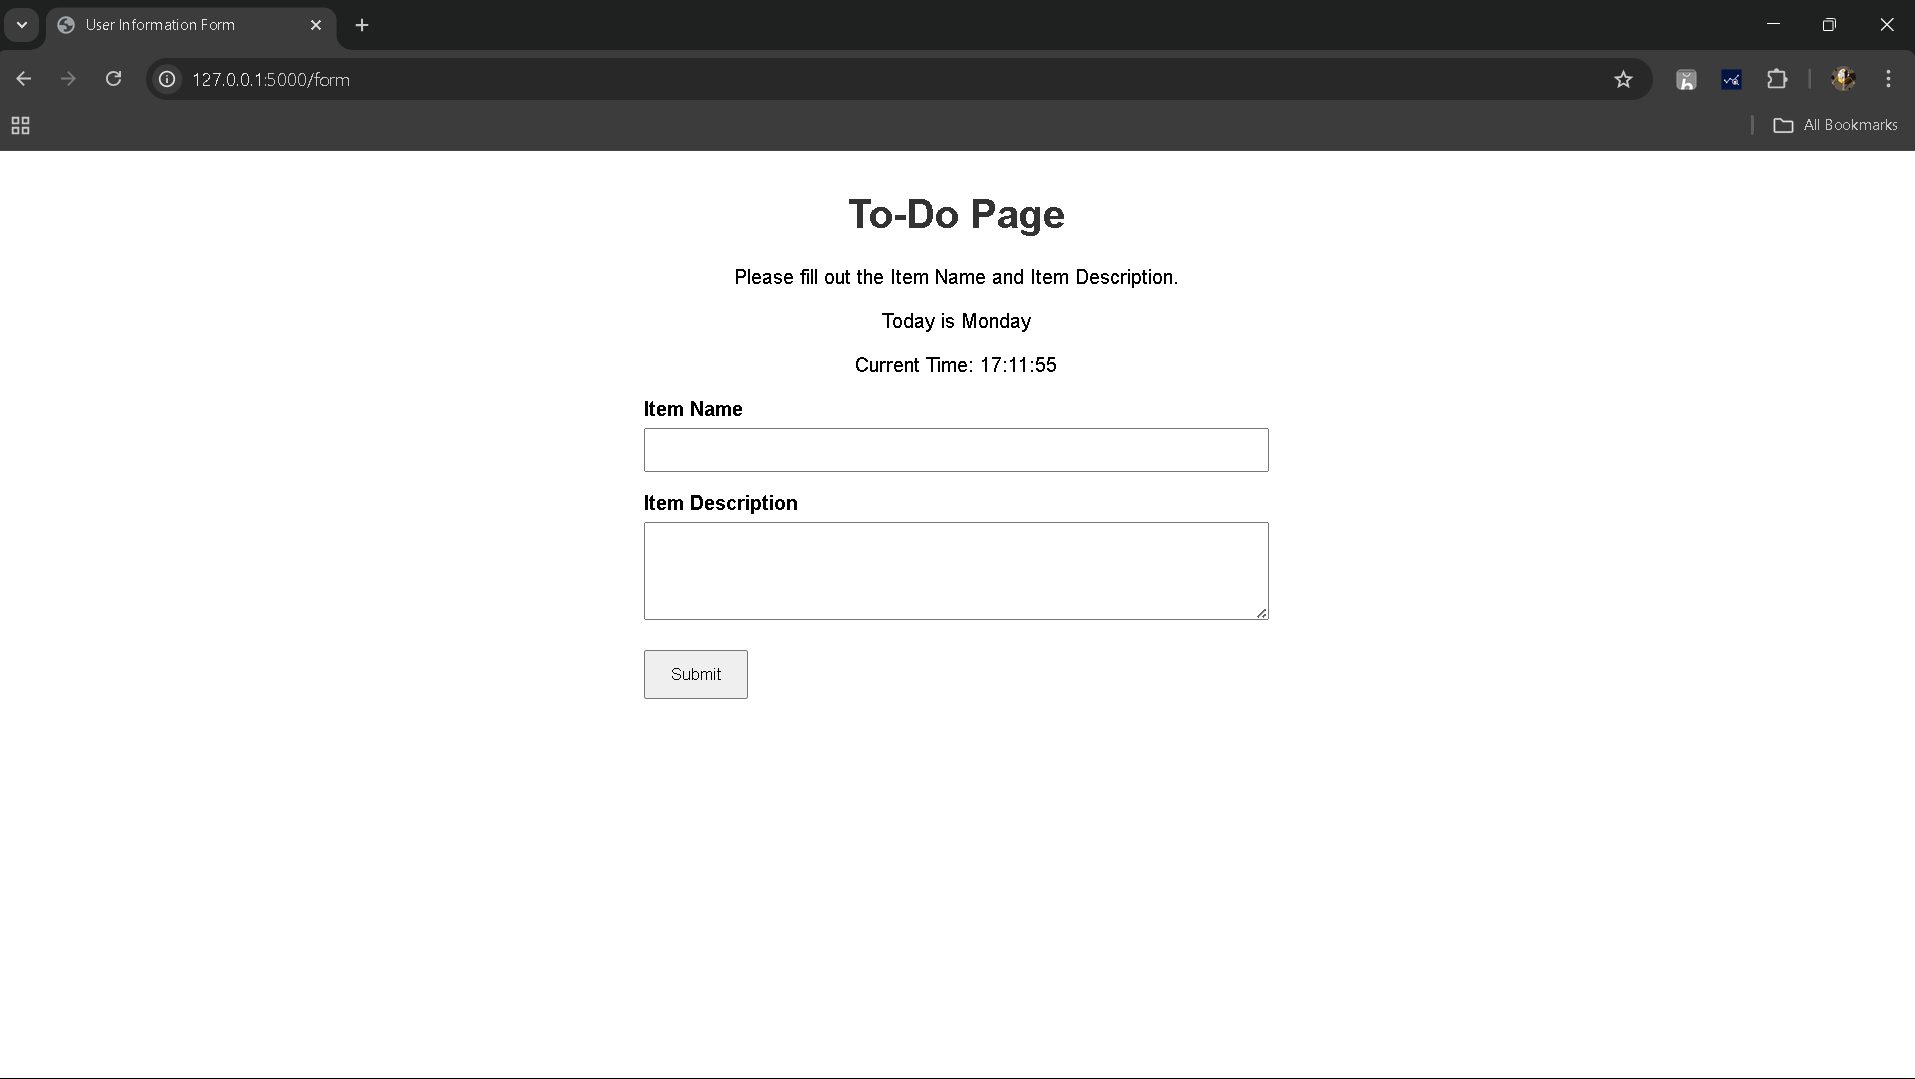 User Information Form
127.0.0.1:5000/form
All Bookmarks
To-Do Page
Please fill out the Item Name and Item Description.
Today is Monday
Current Time: 17:11:55
Item Name
Item Description
Submit